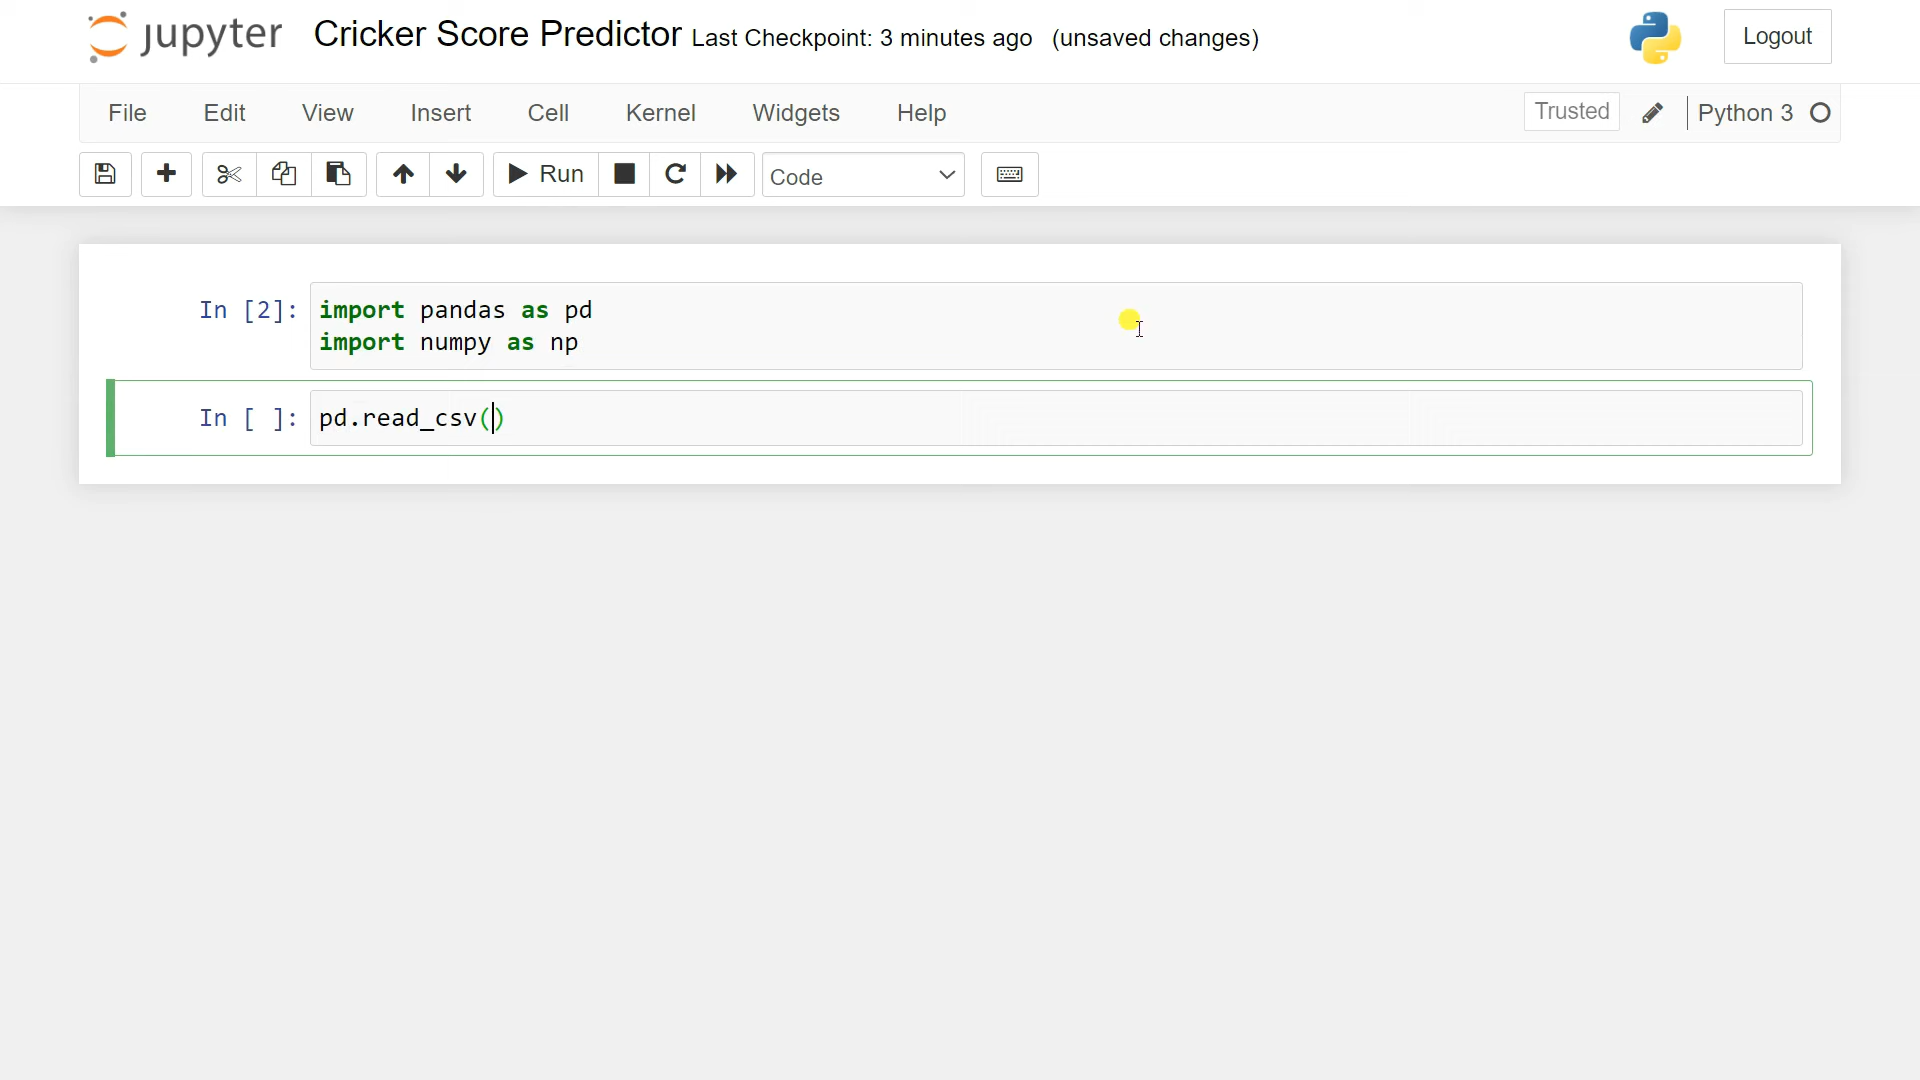 jupyter Cricker Score Predictor Last Checkpoint: 3 minutes ago (unsaved changes) Logout
File Edit View Insert Cell Kernel Widgets Help Trusted Python 3
Run Code
In [2]: import pandas as pd
import numpy as np
In [ ]: pd.read_csv()